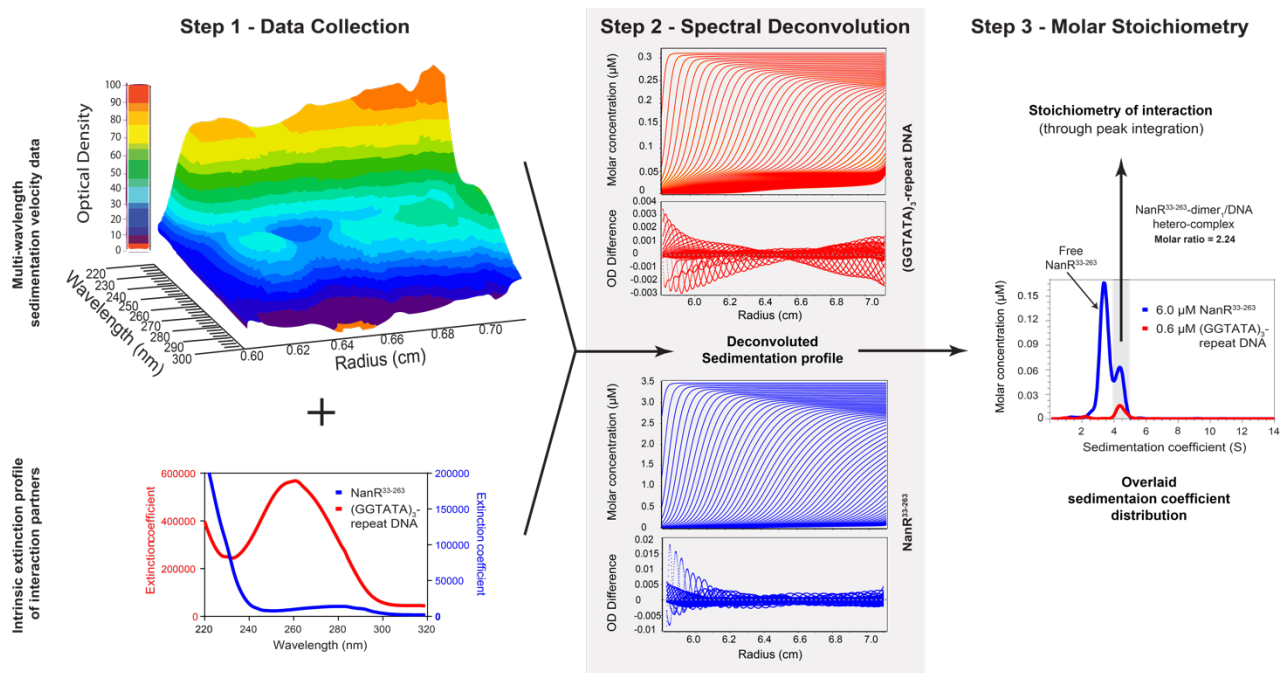 Step 1 - Data Collection
Multi-wavlength
sedimentation velocity data
Optical Density
100
90
80
70
60
50
40
30
20
10
0
Wavelength (nm)
220
230
240
250
260
270
280
290
300
0.60
0.62
0.64
0.66
0.68
0.70
Radius (cm)
+
Intrinsic extinction profile
of interaction partners
Extinction coefficient
600000
400000
200000
0
NanR33-263
(GGTATA)3-
repeat DNA
200000
150000
100000
50000
0
Extinction coefficient
220
240
260
280
300
320
Wavelength (nm)
Step 2 - Spectral Deconvolution
Molar concentration (µM)
0.3
0.25
0.2
0.15
0.1
0.05
0
OD Difference
0.004
0.003
0.002
0.001
0
-0.001
-0.002
-0.003
6.0
6.2
6.4
6.6
6.8
7.0
Radius (cm)
(GGTATA)3-repeat DNA
Deconvoluted
Sedimentation profile
Molar concentration (µM)
3.5
3.0
2.5
2.0
1.5
1.0
0.5
0
OD Difference
0.02
0.015
0.01
0.005
0
-0.005
-0.01
6.0
6.2
6.4
6.6
6.8
7.0
Radius (cm)
NanR33-263
Step 3 - Molar Stoichiometry
Stoichiometry of interaction
(through peak integration)
NanR33-263-dimer1/DNA
hetero-complex
Molar ratio = 2.24
Free
NanR33-263
Molar concentration (µM)
0.15
0.12
0.09
0.06
0.03
0
6.0 µM NanR33-263
0.6 µM (GGTATA)3-
repeat DNA
2
4
6
8
10
12
14
Sedimentation coefficient (S)
Overlaid
sedimentaion coefficient
distribution